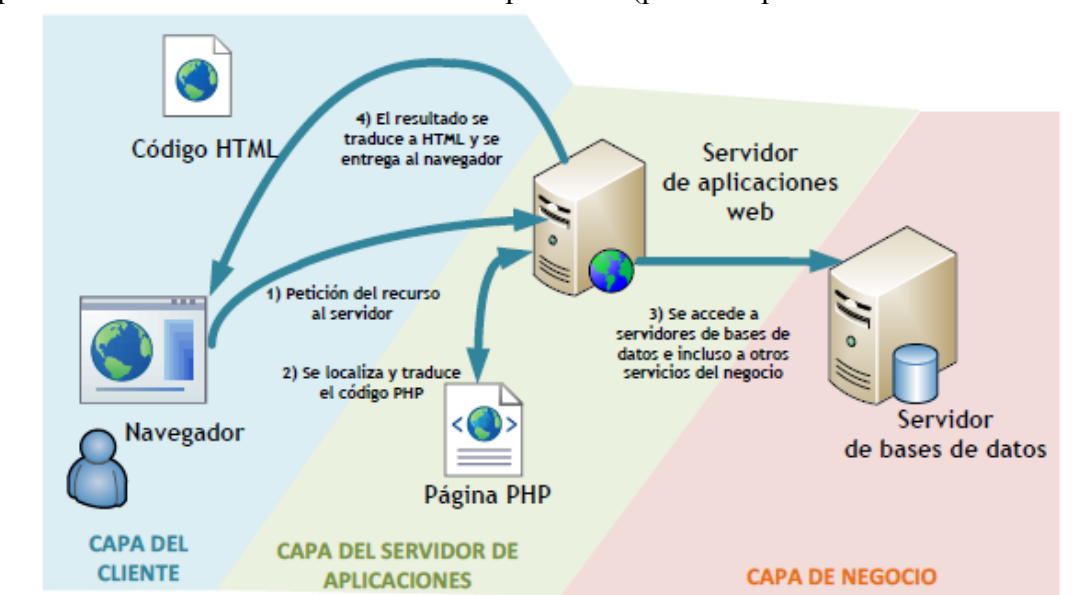 Código HTML
4) El resultado se
traduce a HTML y se
entrega al navegador
Servidor
de aplicaciones
web
1) Petición del recurso
al servidor
3) Se accede a
servidores de bases de
datos e incluso a otros
servicios del negocio
2) Se localiza y traduce
el código PHP
< >
Navegador
Página PHP
Servidor
de bases de datos
CAPA DEL
CLIENTE
CAPA DEL SERVIDOR DE
APLICACIONES
CAPA DE NEGOCIO